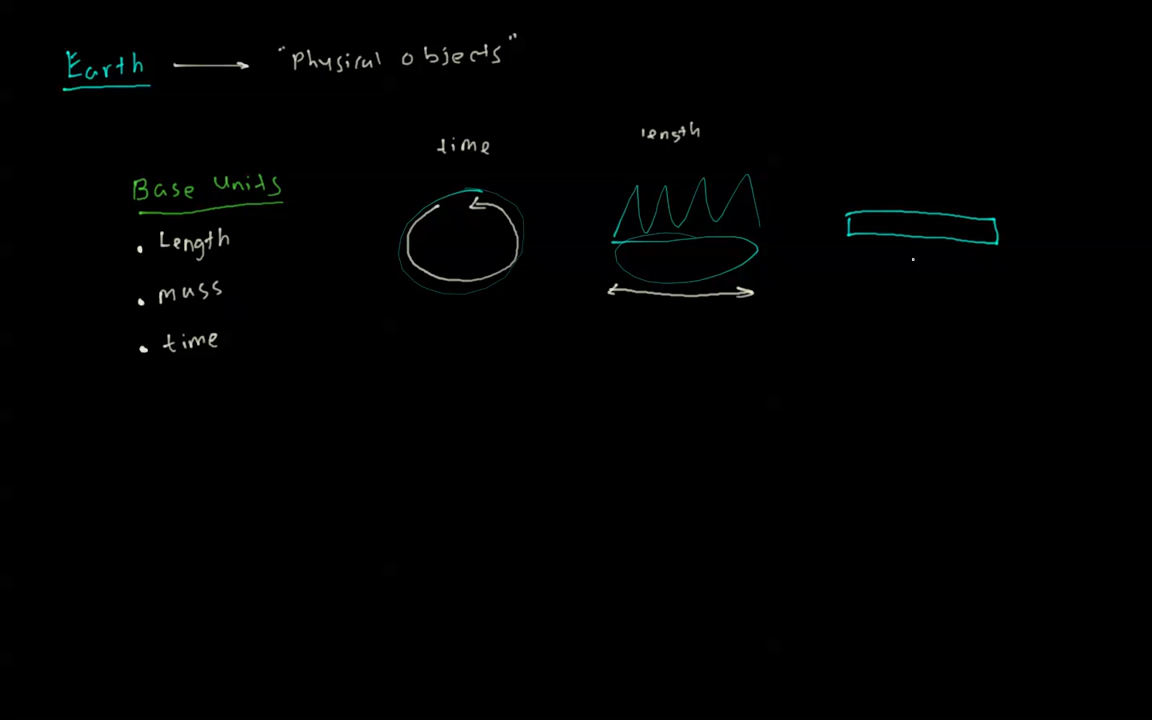 Earth → "Physical objects"
time
length
Base Units
• Length
• mass
• time